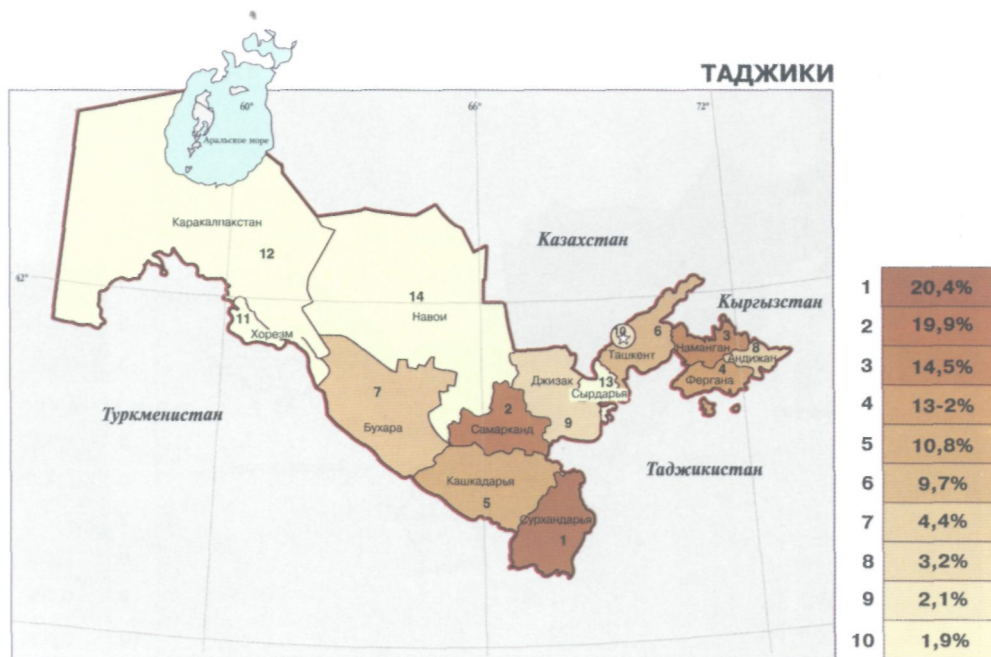 ТАДЖИКИ
60°
66°
72°
Аральское море
Каракалпакстан
12
Казахстан
42°
14
Навои
Кыргызстан
11
Хорезм
10
6
Ташкент
3
Наманган
8
Андижан
4
Фергана
7
Бухара
Джизак
13
Сырдарья
9
2
Самарканд
Туркменистан
Таджикистан
Кашкадарья
5
Сурхандарья
1
1 20,4%
2 19,9%
3 14,5%
4 13-2%
5 10,8%
6 9,7%
7 4,4%
8 3,2%
9 2,1%
10 1,9%